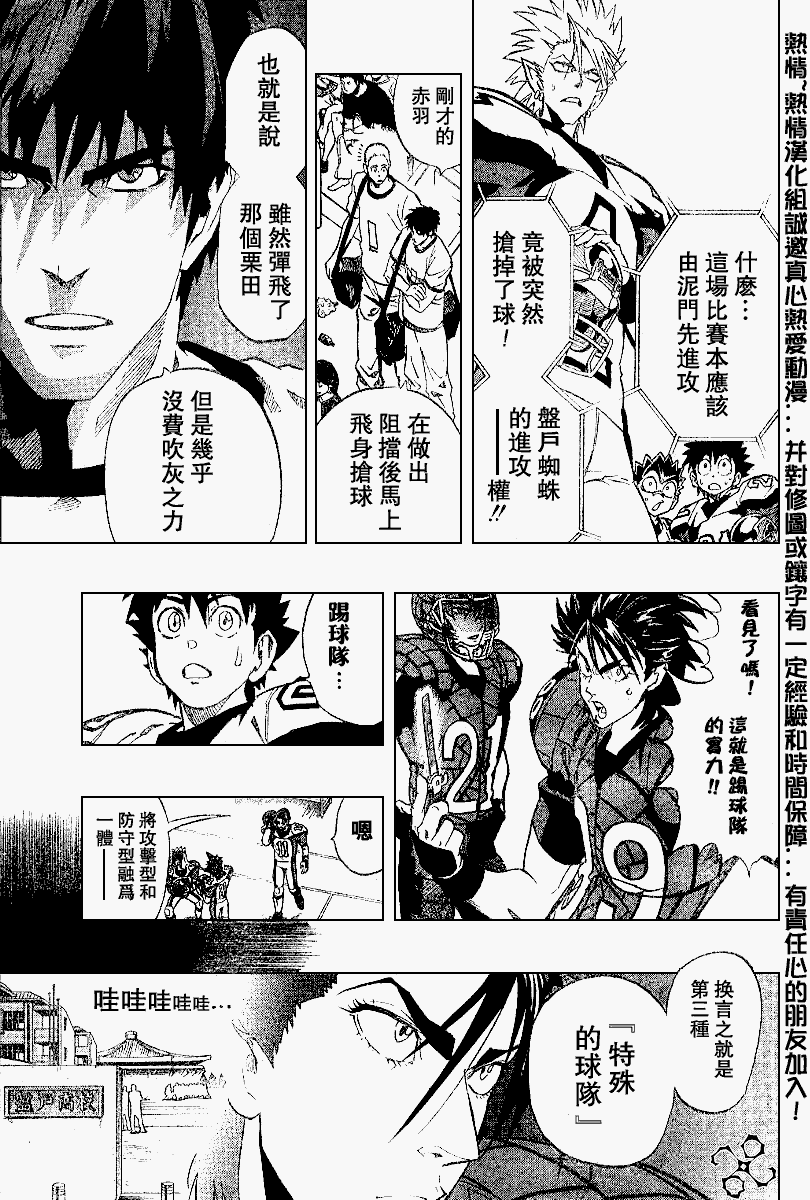 熱情,熱情漢化組誠邀真心熱愛動漫...并對修圖或鑲字有一定經驗和時間保障...有責任心的朋友加入!
什麽…
這場比賽本應該
由泥門先進攻
竟被突然
搶掉了球!
盤戶蜘蛛
的進攻
──權!!
剛才的
赤羽
在做出
阻擋後馬上
飛身搶球
也就是說
雖然彈飛了
那個栗田
但是幾乎
沒費吹灰之力
看見了嗎!
這就是踢球隊
的實力!!
踢球隊…
嗯
將攻擊型和
防守型融爲
一體──
換言之就是
第三種
『特殊
的球隊』
哇哇哇哇哇…